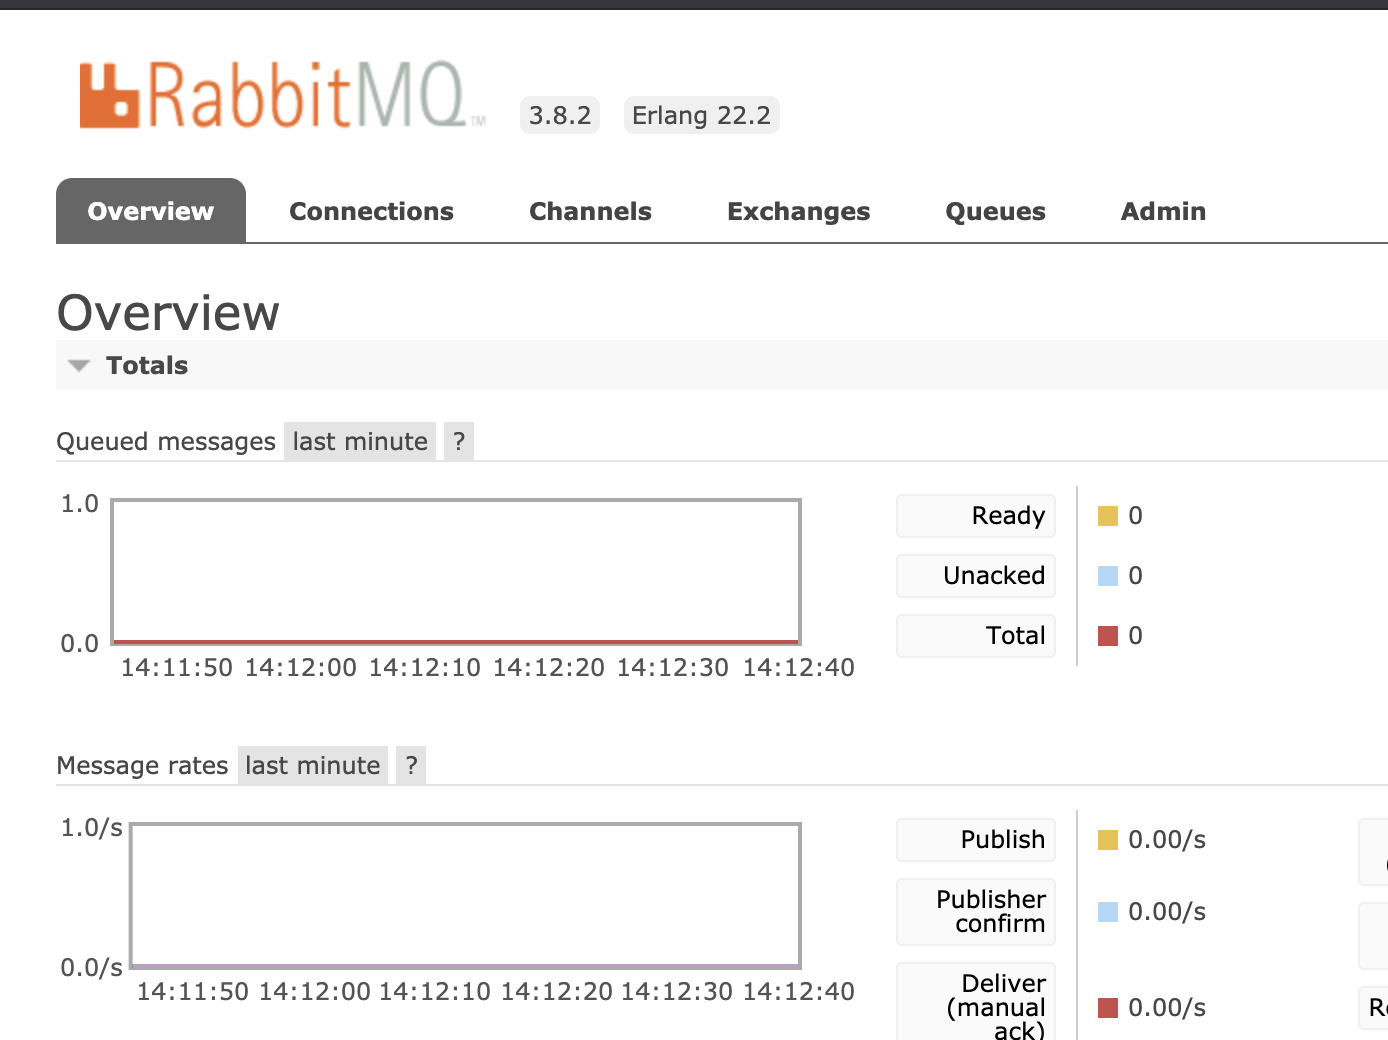 RabbitMQ™ 3.8.2 Erlang 22.2
Overview Connections Channels Exchanges Queues Admin
Overview
Totals
Queued messages last minute ?
1.0
0.0
14:11:50 14:12:00 14:12:10 14:12:20 14:12:30 14:12:40
Ready 0
Unacked 0
Total 0
Message rates last minute ?
1.0/s
0.0/s
14:11:50 14:12:00 14:12:10 14:12:20 14:12:30 14:12:40
Publish 0.00/s
Publisher
confirm 0.00/s
Deliver
(manual 0.00/s
ack)